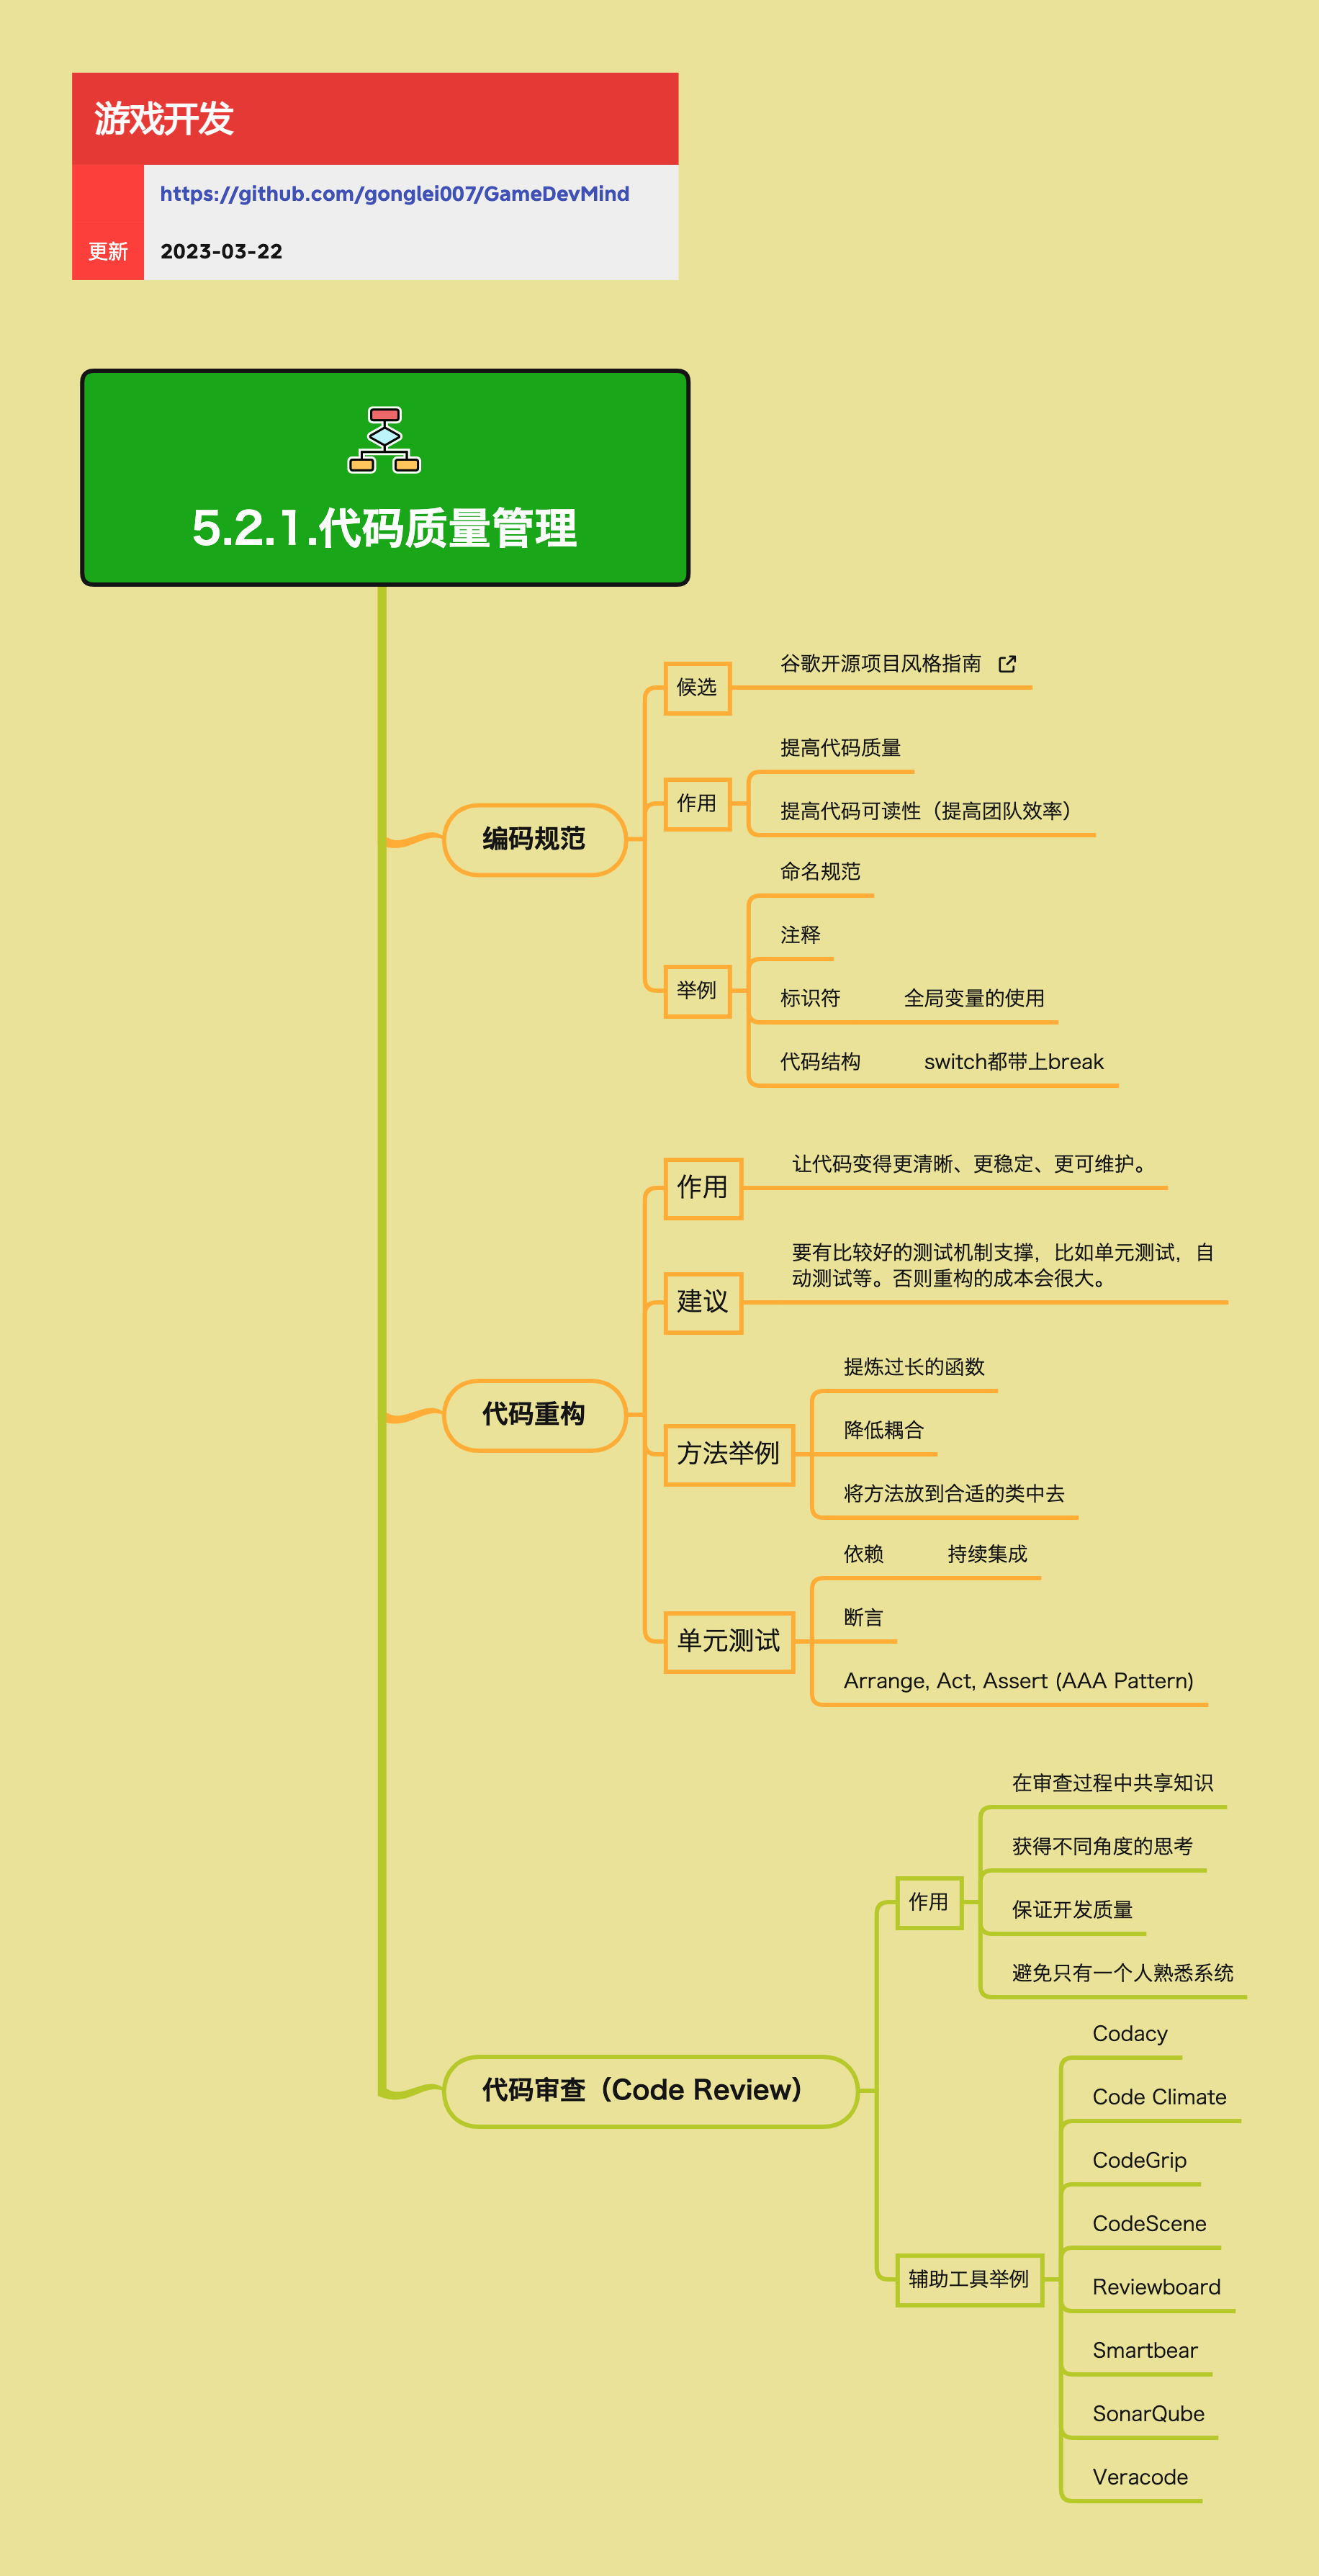 游戏开发
https://github.com/gonglei007/GameDevMind
更新 2023-03-22
5.2.1.代码质量管理
编码规范
候选
谷歌开源项目风格指南
作用
提高代码质量
提高代码可读性（提高团队效率）
举例
命名规范
注释
标识符 全局变量的使用
代码结构 switch都带上break
代码重构
作用
让代码变得更清晰、更稳定、更可维护。
建议
要有比较好的测试机制支撑，比如单元测试，自
动测试等。否则重构的成本会很大。
方法举例
提炼过长的函数
降低耦合
将方法放到合适的类中去
单元测试
依赖 持续集成
断言
Arrange, Act, Assert (AAA Pattern)
代码审查（Code Review）
作用
在审查过程中共享知识
获得不同角度的思考
保证开发质量
避免只有一个人熟悉系统
辅助工具举例
Codacy
Code Climate
CodeGrip
CodeScene
Reviewboard
Smartbear
SonarQube
Veracode